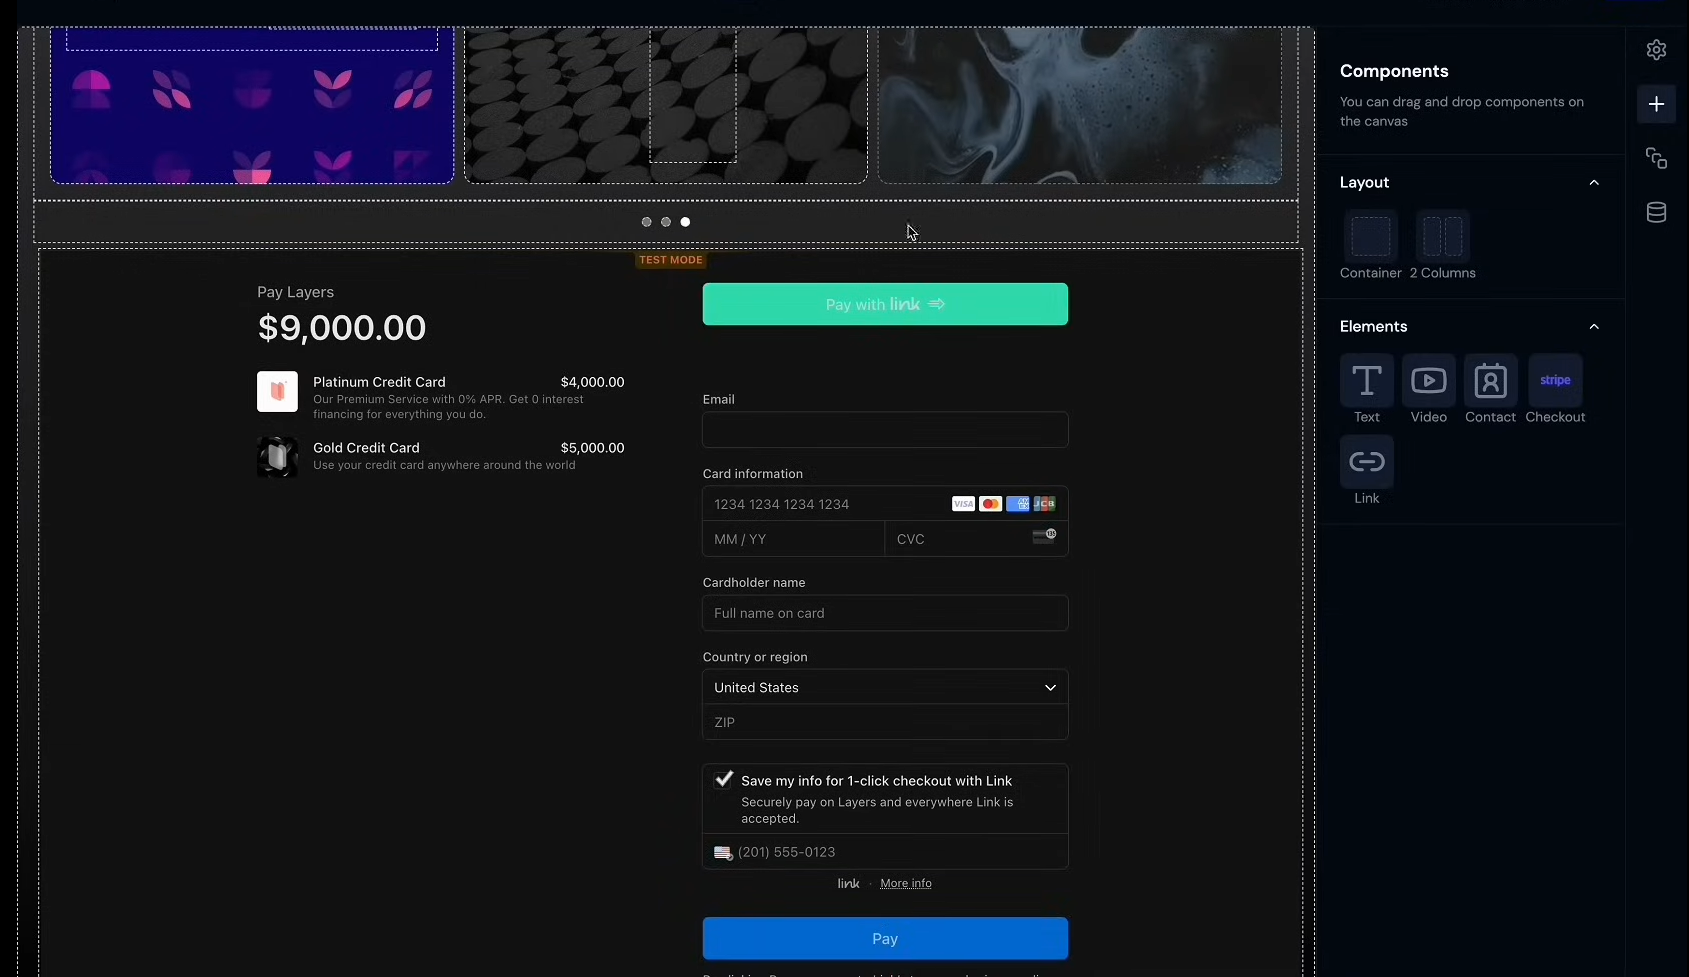 Components
You can drag and drop components on
the canvas
Layout
Container
2 Columns
Elements
Text
Video
Contact
stripe
Checkout
Link
TEST MODE
Pay Layers
$9,000.00
Platinum Credit Card
$4,000.00
Our Premium Service with 0% APR. Get 0 interest
financing for everything you do.
Gold Credit Card
$5,000.00
Use your credit card anywhere around the world
Pay with link
Email
Card information
1234 1234 1234 1234
VISA
JCB
MM / YY
CVC
Cardholder name
Full name on card
Country or region
United States
ZIP
Save my info for 1-click checkout with Link
Securely pay on Layers and everywhere Link is
accepted.
(201) 555-0123
link · More info
Pay